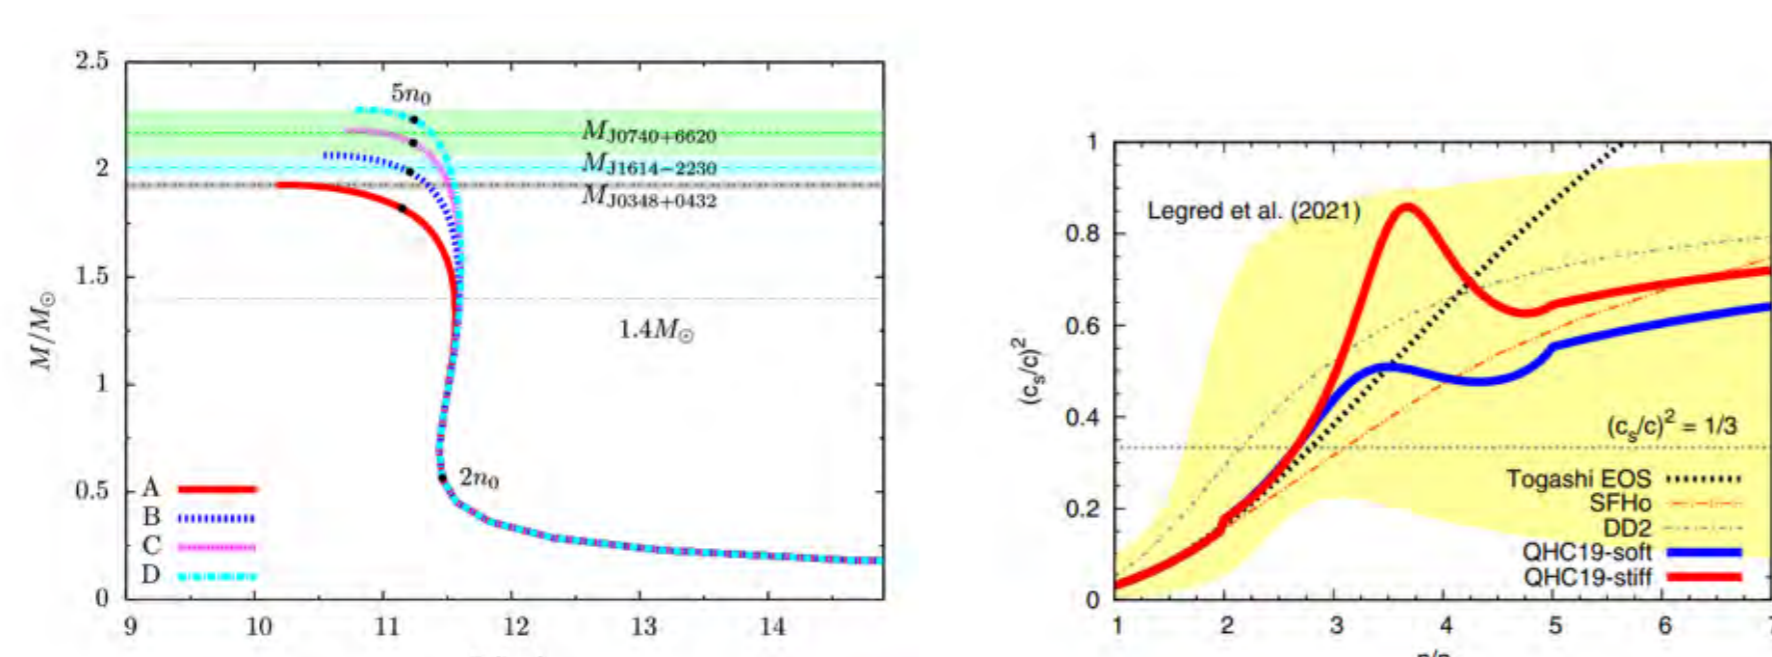 2.5
2
1.5
1
0.5
0
M/M⊙
5n₀
M_J0740+6620
M_J1614−2230
M_J0348+0432
1.4M⊙
2n₀
A
B
C
D
9 10 11 12 13 14
1
0.8
0.6
0.4
0.2
0
(cₛ/c)²
Legred et al. (2021)
(cₛ/c)² = 1/3
Togashi EOS
SFHo
DD2
QHC19-soft
QHC19-stiff
1 2 3 4 5 6 7